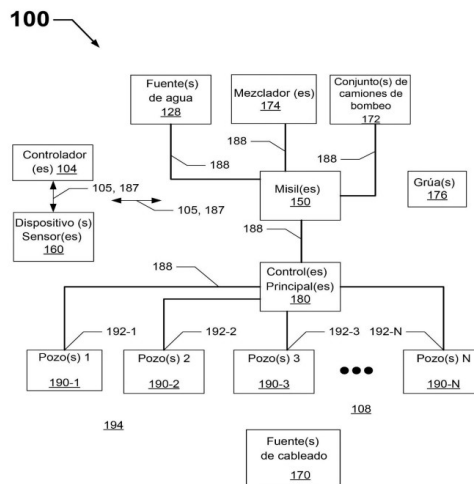 100
Fuente(s)
de agua
128
Mezclador (es)
174
Conjunto(s) de
camiones de
bombeo
172
188
188
188
Controlador
(es) 104
105, 187
105, 187
Dispositivo (s)
Sensor(es)
160
Misil(es)
150
Grúa(s)
176
188
Control(es)
Principal(es)
180
188
192-1
192-2
192-3
192-N
Pozo(s) 1
190-1
Pozo(s) 2
190-2
Pozo(s) 3
190-3
Pozo(s) N
190-N
194
108
Fuente(s)
de cableado
170